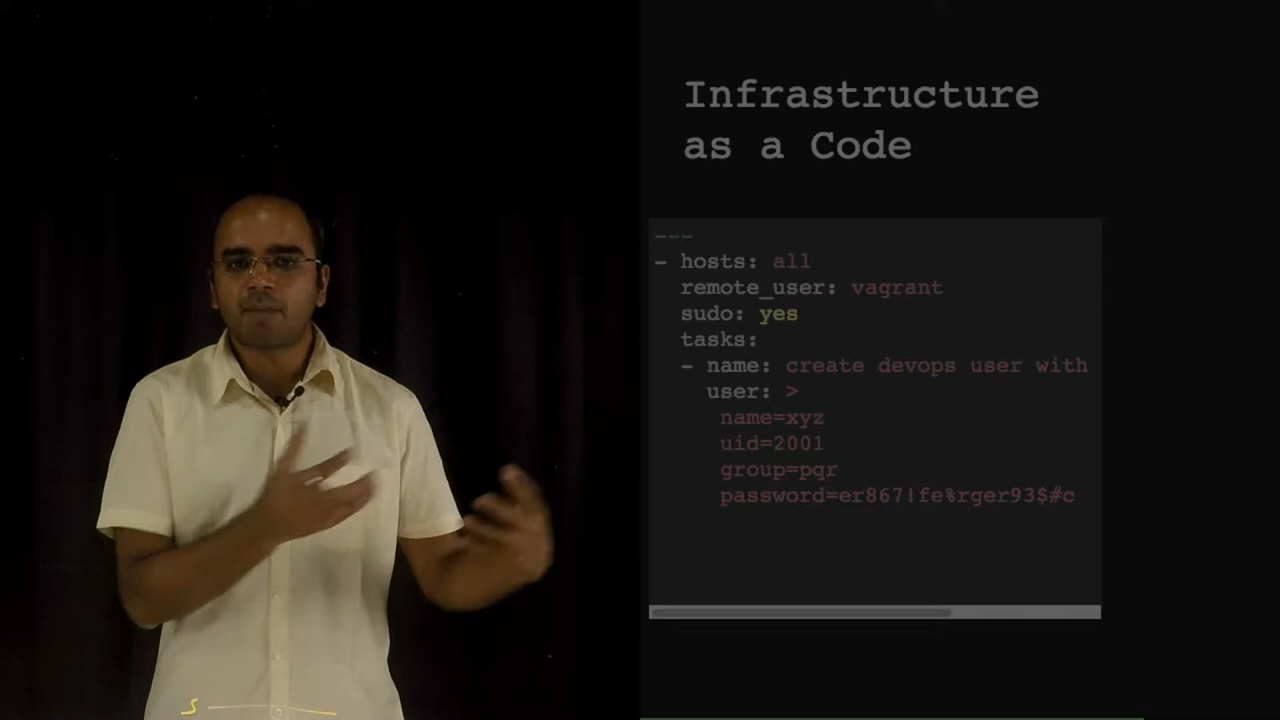 Infrastructure
as a Code
---
- hosts: all
remote_user: vagrant
sudo: yes
tasks:
- name: create devops user with
user: >
name=xyz
uid=2001
group=pqr
password=er867!fe%rger93$#c